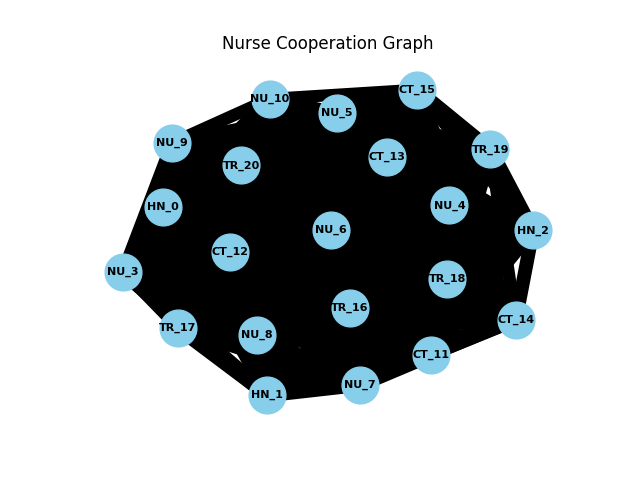 Nurse Cooperation Graph
CT_15
NU_10
NU_5
NU_9
TR_19
CT_13
TR_20
NU_4
HN_0
NU_6
HN_2
CT_12
NU_3
TR_18
TR_16
CT_14
TR_17
NU_8
CT_11
NU_7
HN_1